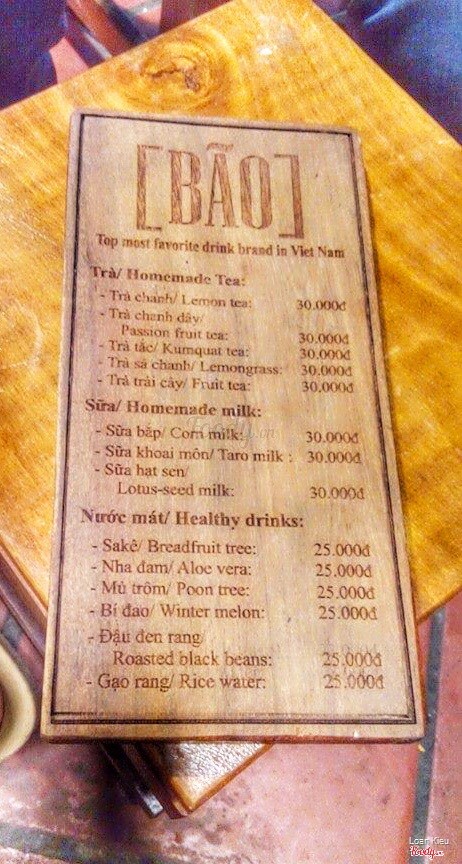 [BÃO]
Top most favorite drink brand in Viet Nam
Trà/ Homemade Tea:
- Trà chanh/ Lemon tea: 30.000đ
- Trà chanh dây/
Passion fruit tea: 30.000đ
- Trà tắc/ Kumquat tea: 30.000đ
- Trà sả chanh/ Lemongrass: 30.000đ
- Trà trái cây/ Fruit tea: 30.000đ
Sữa/ Homemade milk:
- Sữa bắp/ Corn milk: 30.000đ
- Sữa khoai môn/ Taro milk : 30.000đ
- Sữa hạt sen/
Lotus-seed milk: 30.000đ
Nước mát/ Healthy drinks:
- Sakê/ Breadfruit tree: 25.000đ
- Nha đam/ Aloe vera: 25.000đ
- Mủ trôm/ Poon tree: 25.000đ
- Bí đao/ Winter melon: 25.000đ
- Đậu đen rang/
Roasted black beans: 25.000đ
- Gạo rang/ Rice water: 25.000đ
Loan Kieu
foody.vn